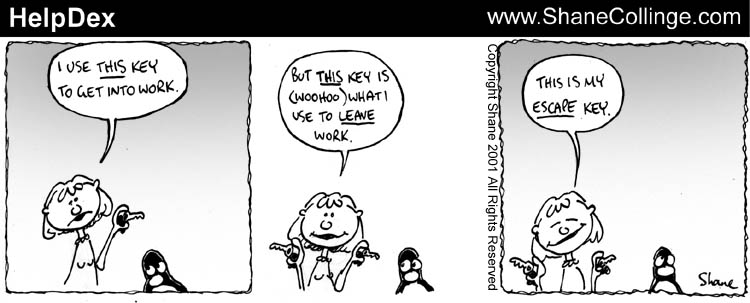 HelpDex
www.ShaneCollinge.com
I USE THIS KEY
TO GET INTO WORK.
BUT THIS KEY IS
(WOOHOO) WHAT I
USE TO LEAVE
WORK.
Copyright Shane 2001 All Rights Reserved
THIS IS MY
ESCAPE KEY.
Shane